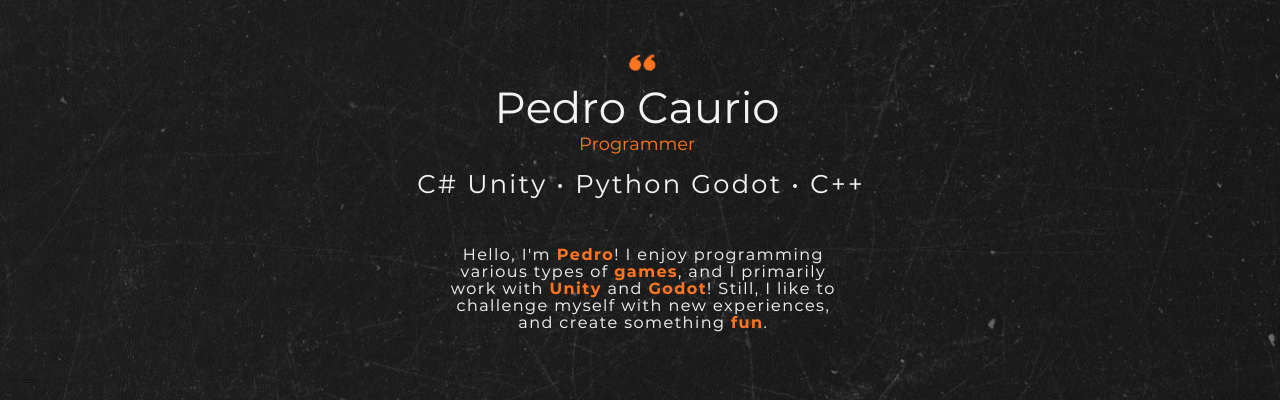 “
Pedro Caurio
Programmer
C# Unity • Python Godot • C++
Hello, I'm Pedro! I enjoy programming
various types of games, and I primarily
work with Unity and Godot! Still, I like to
challenge myself with new experiences,
and create something fun.